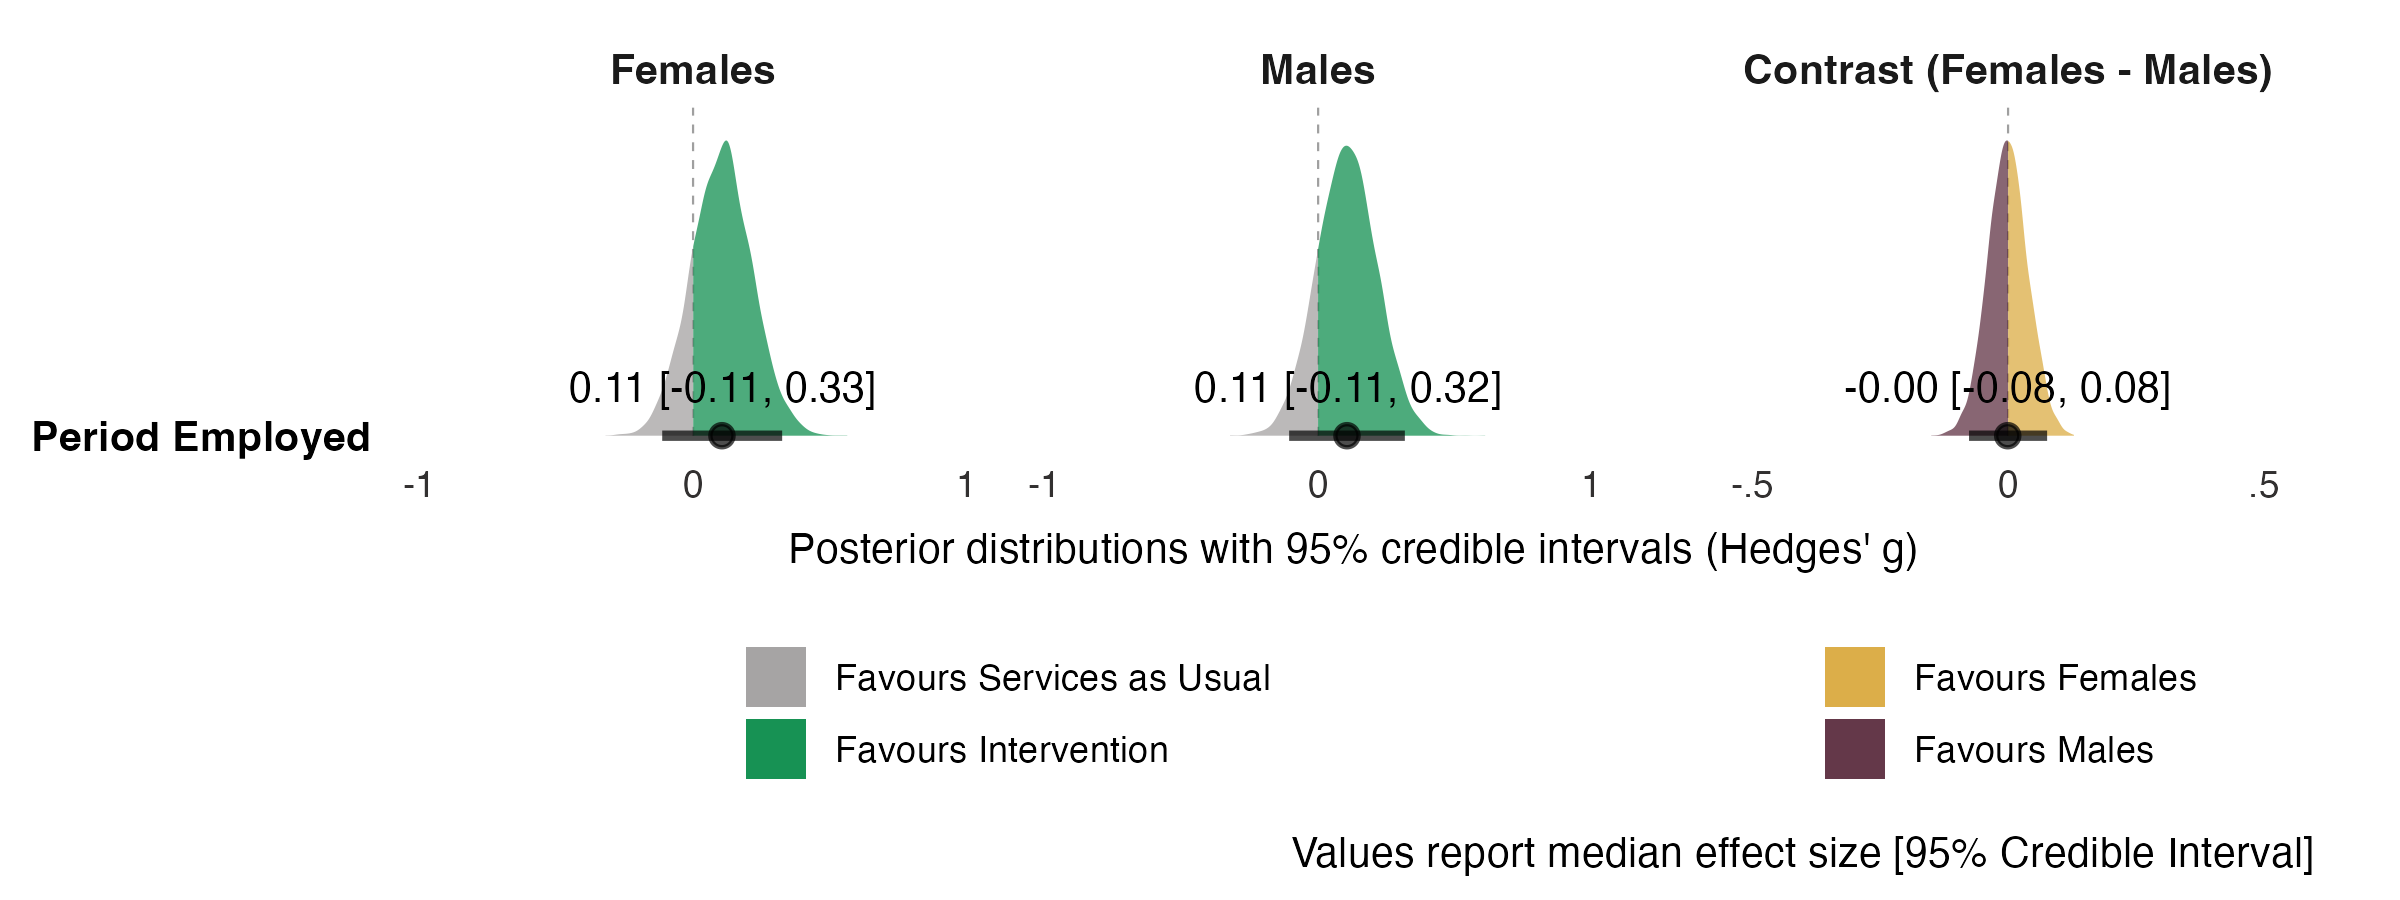 Females Males Contrast (Females - Males)
0.11 [-0.11, 0.33] 0.11 [-0.11, 0.32] -0.00 [-0.08, 0.08]
Period Employed
-1 0 1 -1 0 1 -.5 0 .5
Posterior distributions with 95% credible intervals (Hedges' g)
Favours Services as Usual
Favours Intervention
Favours Females
Favours Males
Values report median effect size [95% Credible Interval]